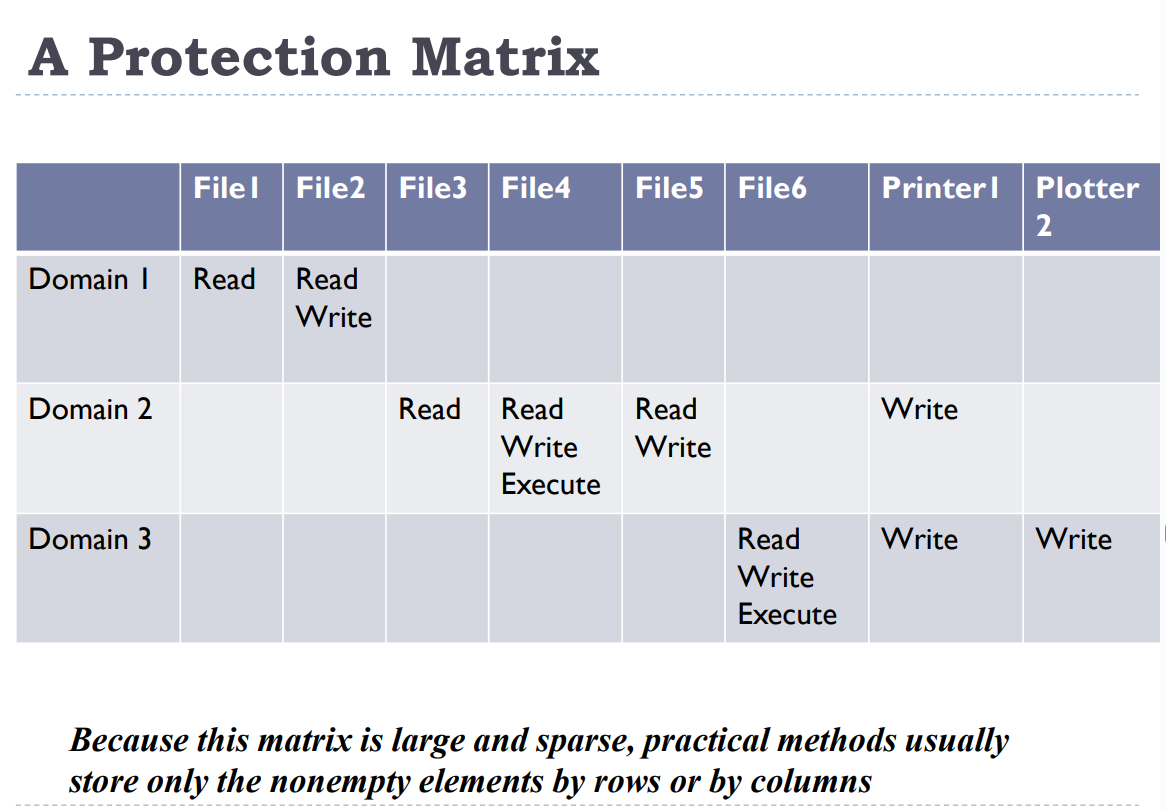 A Protection Matrix
File1 File2 File3 File4 File5 File6 Printer1 Plotter
2
Domain 1 Read Read
Write
Domain 2 Read Read Read Write
Write Write
Execute
Domain 3 Read Write Write
Write
Execute
Because this matrix is large and sparse, practical methods usually
store only the nonempty elements by rows or by columns